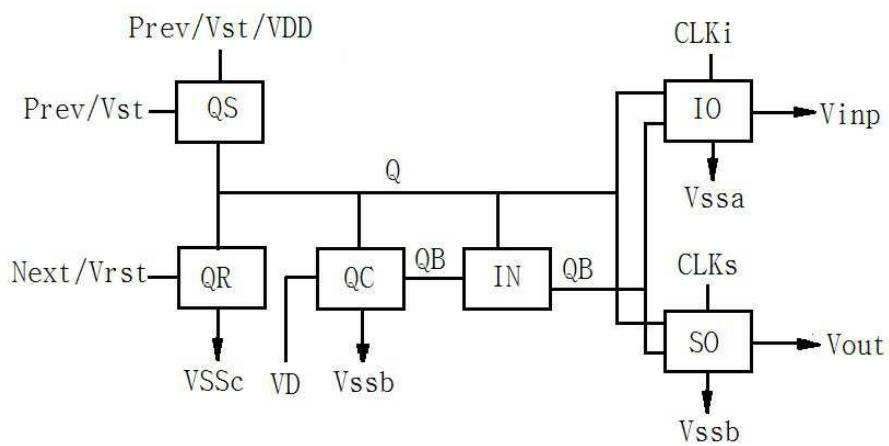 Prev/Vst/VDD
CLKi
Prev/Vst
QS
IO
Vinp
Q
Vssa
Next/Vrst
QR
QC
QB
IN
QB
CLKs
SO
Vout
VSSc
VD
Vssb
Vssb